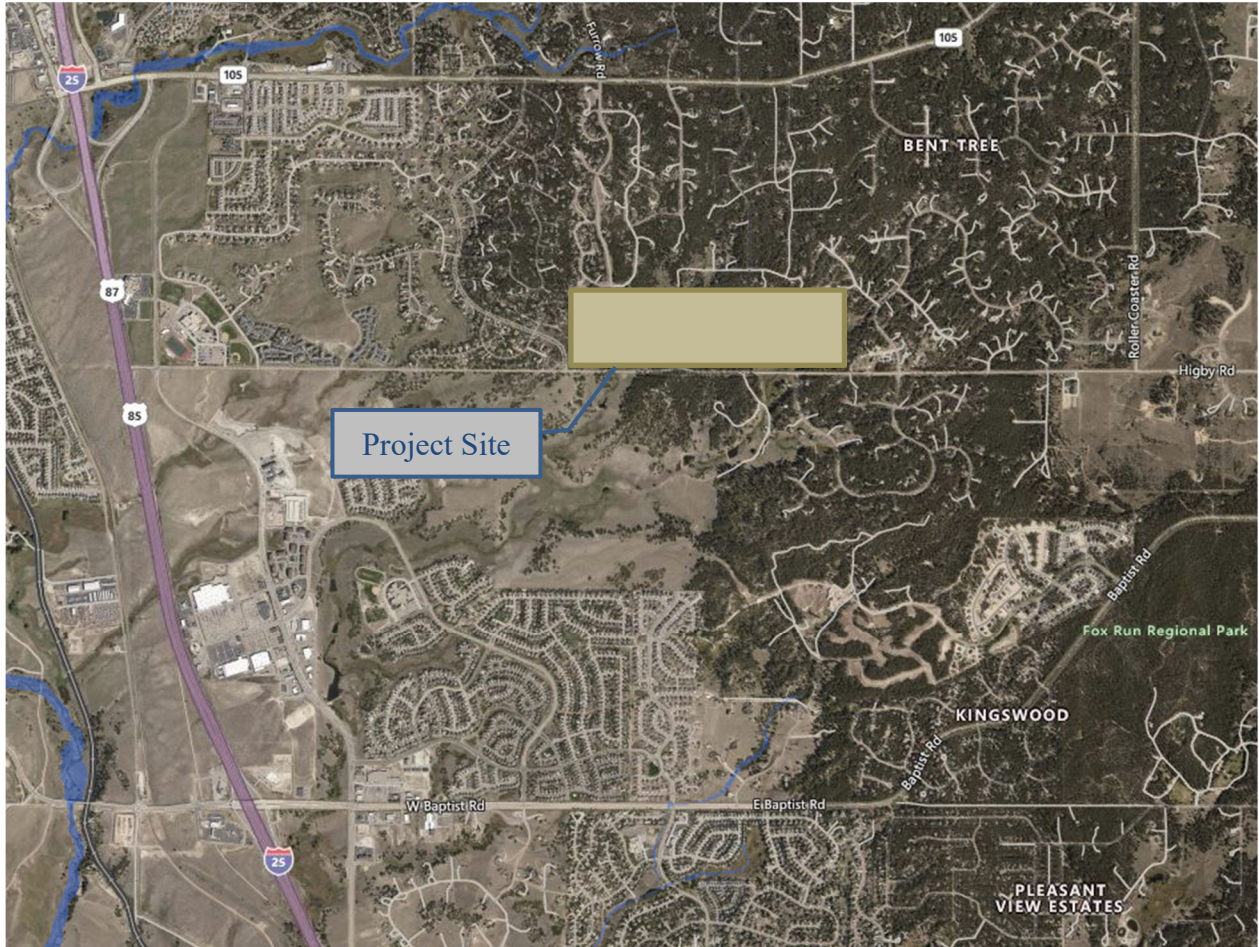 Furrow Rd
105
25
105
BENT TREE
Roller Coaster Rd
87
Higby Rd
85
Project Site
Baptist Rd
Fox Run Regional Park
KINGSWOOD
Baptist Rd
W Baptist Rd
E Baptist Rd
25
PLEASANT
VIEW ESTATES